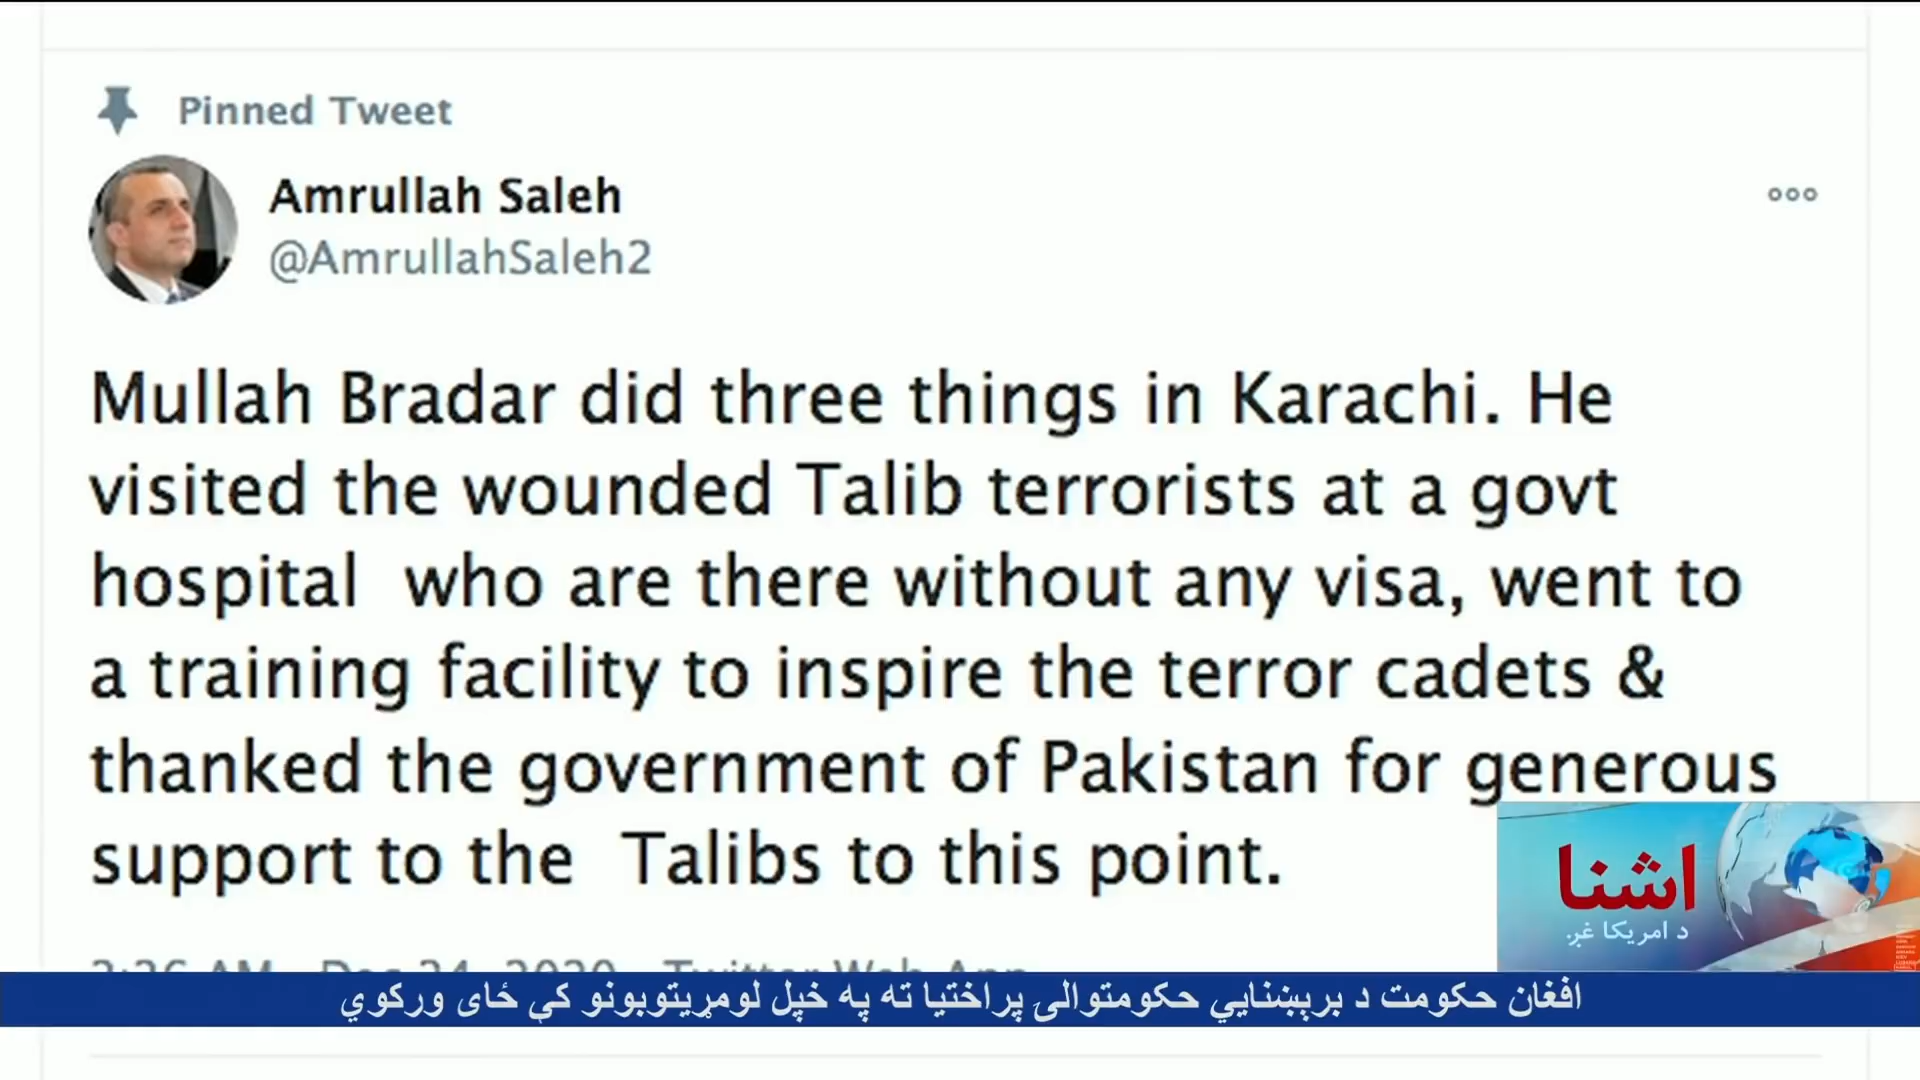 Pinned Tweet
Amrullah Saleh
@AmrullahSaleh2
Mullah Bradar did three things in Karachi. He
visited the wounded Talib terrorists at a govt
hospital who are there without any visa, went to
a training facility to inspire the terror cadets &
thanked the government of Pakistan for generous
support to the Talibs to this point.
اشنا
د امریکا غږ
افغان حکومت د بریښنايي حکومتوالۍ پراختیا ته په خپل لومړیتوبونو کې ځای ورکوي